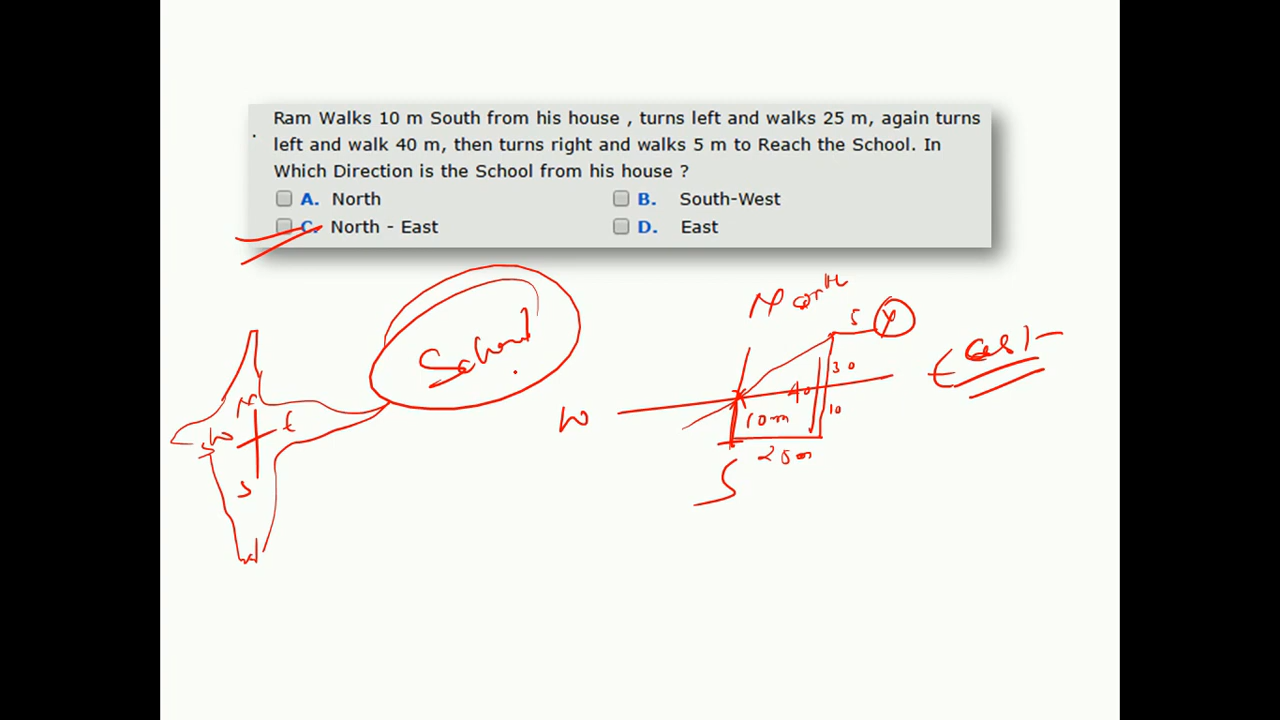 Ram Walks 10 m South from his house , turns left and walks 25 m, again turns
left and walk 40 m, then turns right and walks 5 m to Reach the School. In
Which Direction is the School from his house ?
A. North
B. South-West
C. North - East
D. East
North
School
5
East
30
40
N
W
E
10m
10
S
W
S